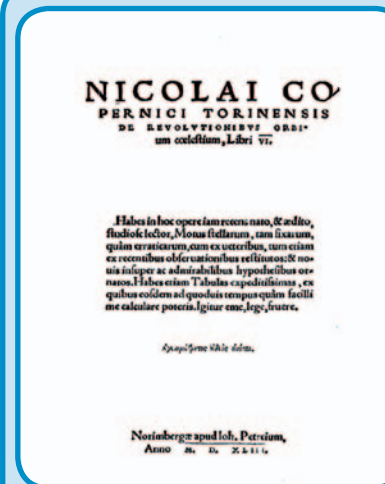 NICOLAI CO
PERNICI TORINENSIS
DE REVOLVTIONIBVS ORBI-
um cœlestium, Libri VI.
Habes in hoc opere iam recens nato, & ædito,
studiose lector, Motus stellarum, tam fixarum,
quàm erraticarum, cum ex ueteribus, tum etiam
ex recentibus obseruationibus restitutos: & no-
uis insuper ac admirabilibus hypothesibus or-
natos. Habes etiam Tabulas expeditissimas, ex
quibus eosdem ad quoduis tempus quàm facilli
me calculare poteris. Igitur eme, lege, fruere.
Norimbergæ apud Ioh. Petreium,
Anno M. D. XLIII.